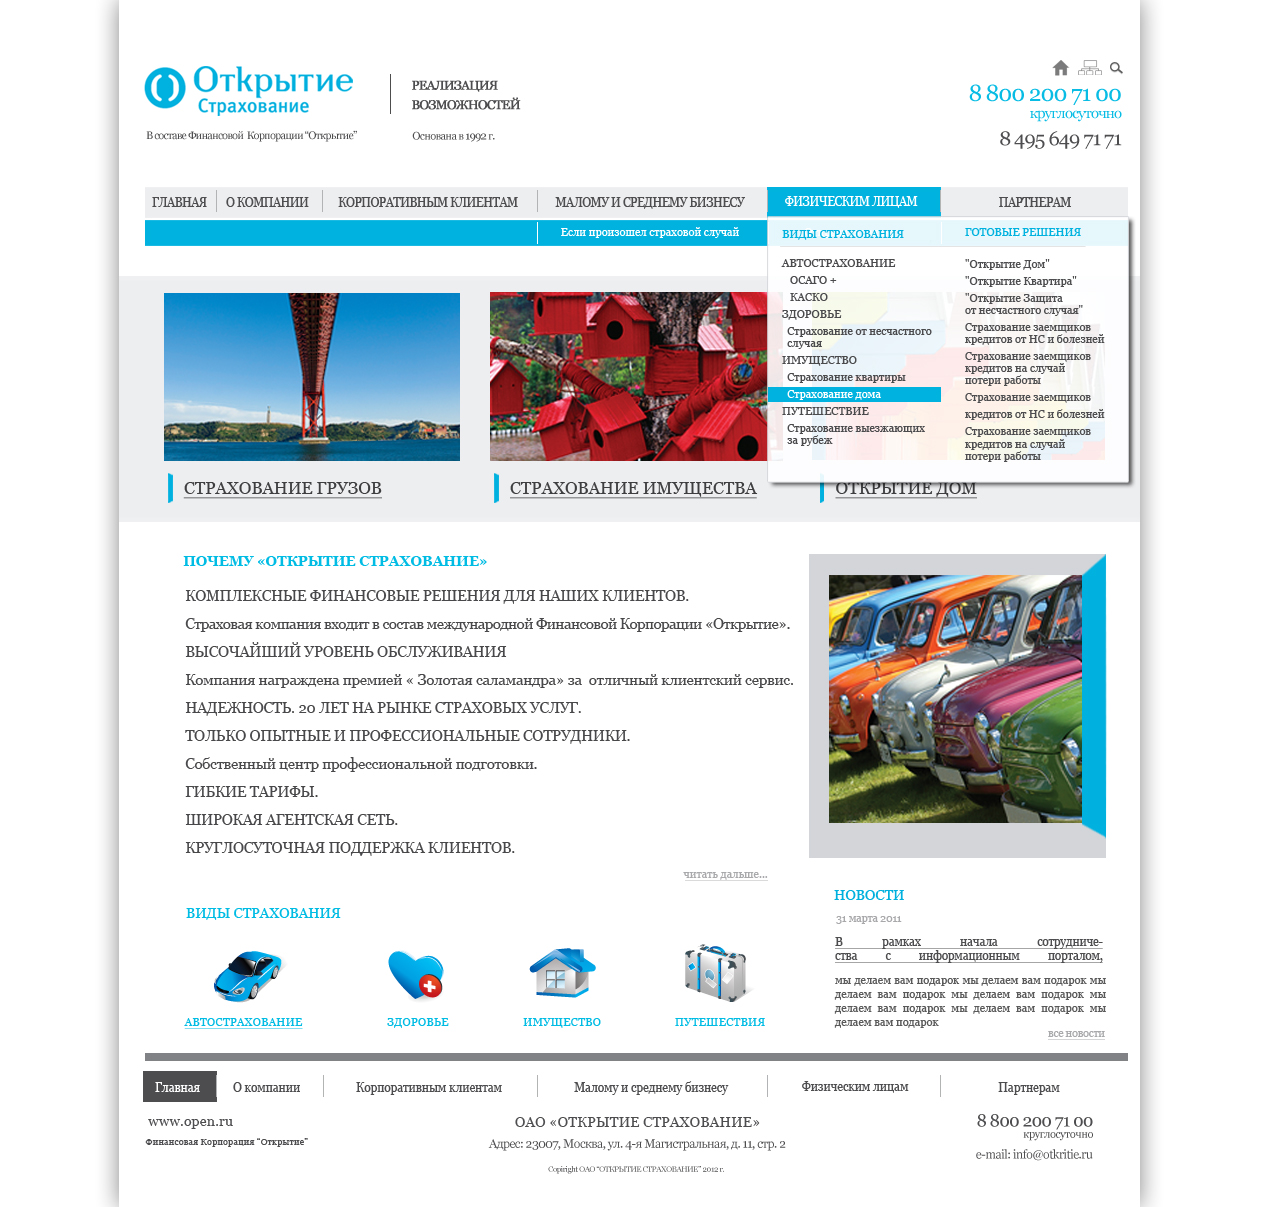 Открытие
Страхование
В составе Финансовой Корпорации "Открытие"
РЕАЛИЗАЦИЯ
ВОЗМОЖНОСТЕЙ
Основана в 1992 г.
8 800 200 71 00
круглосуточно
8 495 649 71 71
ГЛАВНАЯ
О КОМПАНИИ
КОРПОРАТИВНЫМ КЛИЕНТАМ
МАЛОМУ И СРЕДНЕМУ БИЗНЕСУ
ФИЗИЧЕСКИМ ЛИЦАМ
ПАРТНЕРАМ
Если произошел страховой случай
ВИДЫ СТРАХОВАНИЯ
АВТОСТРАХОВАНИЕ
ОСАГО +
КАСКО
ЗДОРОВЬЕ
Страхование от несчастного
случая
ИМУЩЕСТВО
Страхование квартиры
Страхование дома
ПУТЕШЕСТВИЕ
Страхование выезжающих
за рубеж
ГОТОВЫЕ РЕШЕНИЯ
"Открытие Дом"
"Открытие Квартира"
"Открытие Защита
от несчастного случая"
Страхование заемщиков
кредитов от НС и болезней
Страхование заемщиков
кредитов на случай
потери работы
Страхование заемщиков
кредитов от НС и болезней
Страхование заемщиков
кредитов на случай
потери работы
СТРАХОВАНИЕ ГРУЗОВ
СТРАХОВАНИЕ ИМУЩЕСТВА
ОТКРЫТИЕ ДОМ
ПОЧЕМУ «ОТКРЫТИЕ СТРАХОВАНИЕ»
КОМПЛЕКСНЫЕ ФИНАНСОВЫЕ РЕШЕНИЯ ДЛЯ НАШИХ КЛИЕНТОВ.
Страховая компания входит в состав международной Финансовой Корпорации «Открытие».
ВЫСОЧАЙШИЙ УРОВЕНЬ ОБСЛУЖИВАНИЯ
Компания награждена премией « Золотая саламандра» за отличный клиентский сервис.
НАДЕЖНОСТЬ. 20 ЛЕТ НА РЫНКЕ СТРАХОВЫХ УСЛУГ.
ТОЛЬКО ОПЫТНЫЕ И ПРОФЕССИОНАЛЬНЫЕ СОТРУДНИКИ.
Собственный центр профессиональной подготовки.
ГИБКИЕ ТАРИФЫ.
ШИРОКАЯ АГЕНТСКАЯ СЕТЬ.
КРУГЛОСУТОЧНАЯ ПОДДЕРЖКА КЛИЕНТОВ.
читать дальше...
ВИДЫ СТРАХОВАНИЯ
АВТОСТРАХОВАНИЕ
ЗДОРОВЬЕ
ИМУЩЕСТВО
ПУТЕШЕСТВИЯ
НОВОСТИ
31 марта 2011
В рамках начала сотрудниче-
ства с информационным порталом,
мы делаем вам подарок мы делаем вам подарок мы
делаем вам подарок мы делаем вам подарок мы
делаем вам подарок мы делаем вам подарок мы
делаем вам подарок
все новости
Главная
О компании
Корпоративным клиентам
Малому и среднему бизнесу
Физическим лицам
Партнерам
www.open.ru
Финансовая Корпорация "Открытие"
ОАО «ОТКРЫТИЕ СТРАХОВАНИЕ»
Адрес: 23007, Москва, ул. 4-я Магистральная, д. 11, стр. 2
Copiright ОАО "ОТКРЫТИЕ СТРАХОВАНИЕ" 2012 г.
8 800 200 71 00
круглосуточно
e-mail: info@otkritie.ru